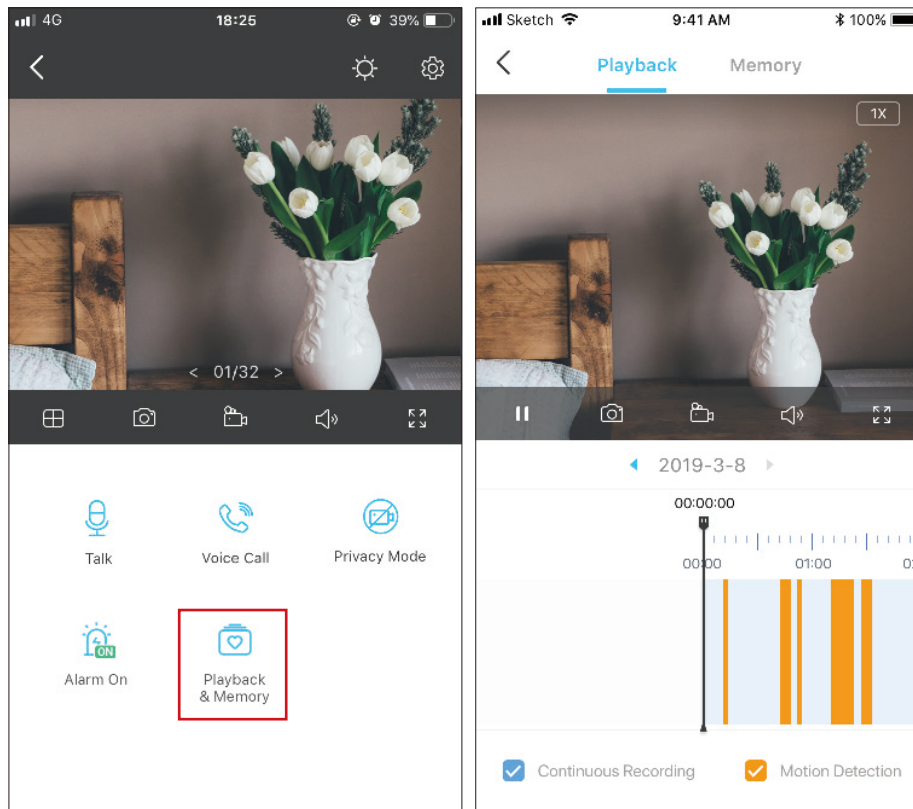 4G
18:25
39%
01/32
Talk
Voice Call
Privacy Mode
ON
Alarm On
Playback
& Memory
Sketch
9:41 AM
100%
Playback
Memory
1X
2019-3-8
00:00:00
00:00
01:00
Continuous Recording
Motion Detection